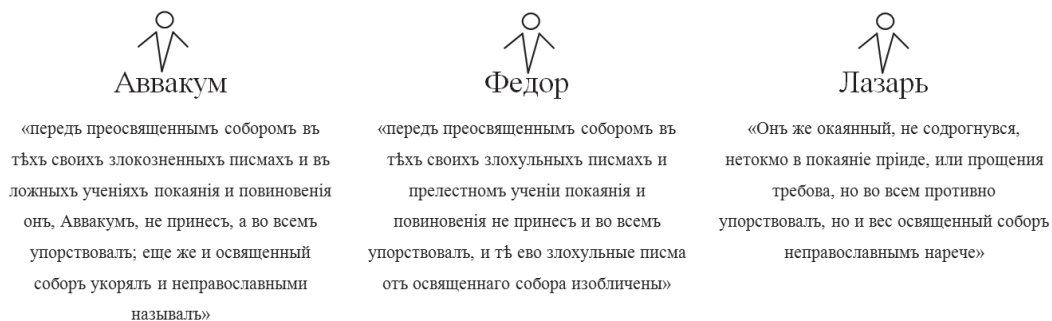 Аввакум
«передъ преосвященнымъ соборомъ въ
тѣхъ своихъ злокозненныхъ писмахъ и въ
ложныхъ ученіяхъ покаянія и повиновенія
онъ, Аввакумъ, не принесъ, а во всемъ
упорствовалъ; еще же и освященный
соборъ укорялъ и неправославными
называлъ»
Федор
«передъ преосвященнымъ соборомъ въ
тѣхъ своихъ злохульныхъ писмахъ и
прелестномъ ученіи покаянія и
повиновенія не принесъ и во всемъ
упорствовалъ, и тѣ ево злохульные писма
отъ освященнаго собора изобличены»
Лазарь
«Онъ же окаянный, не содрогнувся,
нетокмо в покаяніе пріиде, или прощения
требова, но во всем противно
упорствовалъ, но и вес освященный соборъ
неправославнымъ нарече»